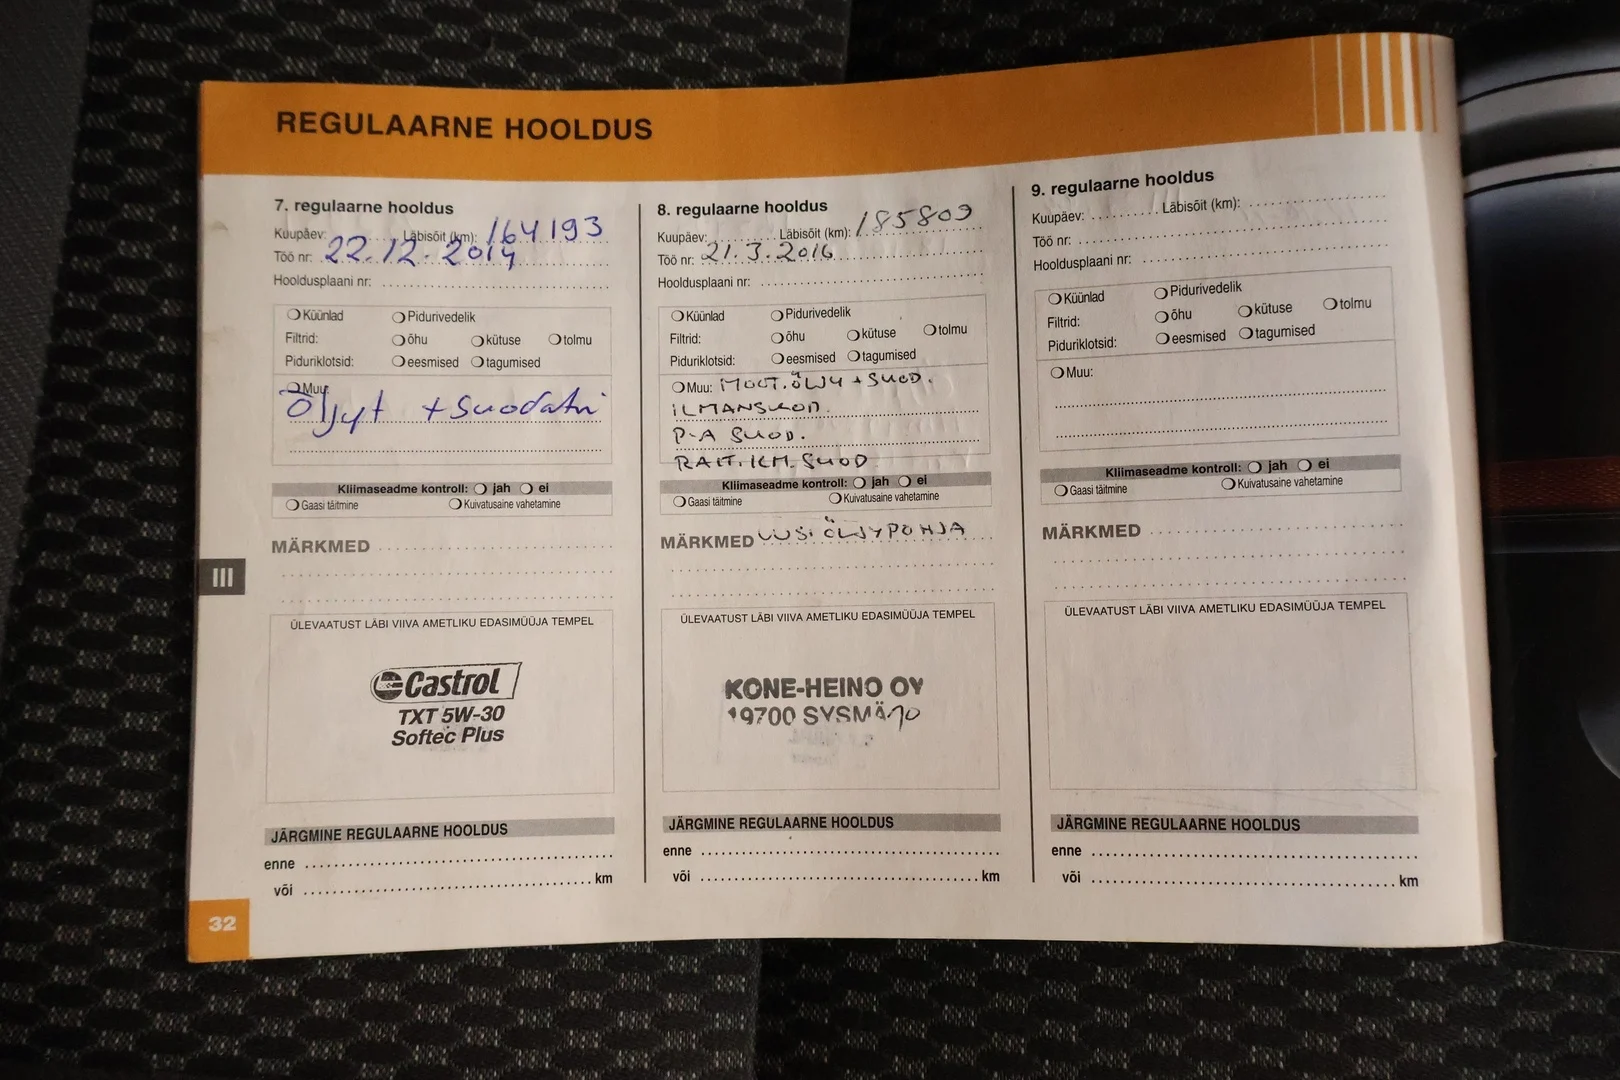 REGULAARNE HOOLDUS
7. regulaarne hooldus
Kuupäev: Läbisõit (km): 164193
Töö nr: 22.12.2014
Hooldusplaani nr:
Küünlad Pidurivedelik
Filtrid: õhu kütuse tolmu
Piduriklotsid: eesmised tagumised
Muu:
Öljyt + suodatin
Kliimaseadme kontroll: jah ei
Gaasi täitmine Kuivatusaine vahetamine
MÄRKMED
ÜLEVAATUST LÄBI VIIVA AMETLIKU EDASIMÜÜJA TEMPEL
Castrol
TXT 5W-30
Softec Plus
JÄRGMINE REGULAARNE HOOLDUS
enne
või km
8. regulaarne hooldus
Kuupäev: Läbisõit (km): 185809
Töö nr: 21.3.2016
Hooldusplaani nr:
Küünlad Pidurivedelik
Filtrid: õhu kütuse tolmu
Piduriklotsid: eesmised tagumised
Muu: MOOT.ÖLJY + SUOD.
ILMANSUOD.
P-A SUOD.
RAIT.ILM.SUOD
Kliimaseadme kontroll: jah ei
Gaasi täitmine Kuivatusaine vahetamine
MÄRKMED UUSI ÖLJYPOHJA
ÜLEVAATUST LÄBI VIIVA AMETLIKU EDASIMÜÜJA TEMPEL
KONE-HEINO OY
19700 SYSMÄ
JÄRGMINE REGULAARNE HOOLDUS
enne
või km
9. regulaarne hooldus
Kuupäev: Läbisõit (km):
Töö nr:
Hooldusplaani nr:
Küünlad Pidurivedelik
Filtrid: õhu kütuse tolmu
Piduriklotsid: eesmised tagumised
Muu:
Kliimaseadme kontroll: jah ei
Gaasi täitmine Kuivatusaine vahetamine
MÄRKMED
ÜLEVAATUST LÄBI VIIVA AMETLIKU EDASIMÜÜJA TEMPEL
JÄRGMINE REGULAARNE HOOLDUS
enne
või km
III
32